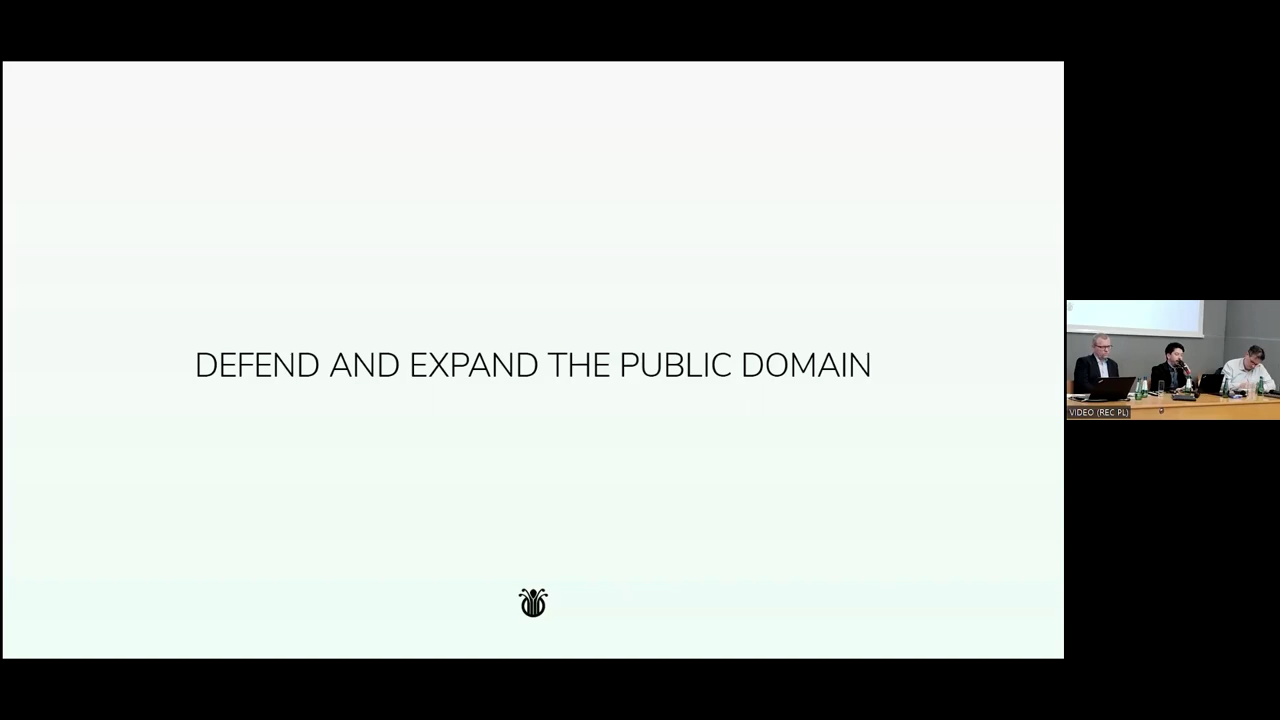 DEFEND AND EXPAND THE PUBLIC DOMAIN
VIDEO (REC PL)